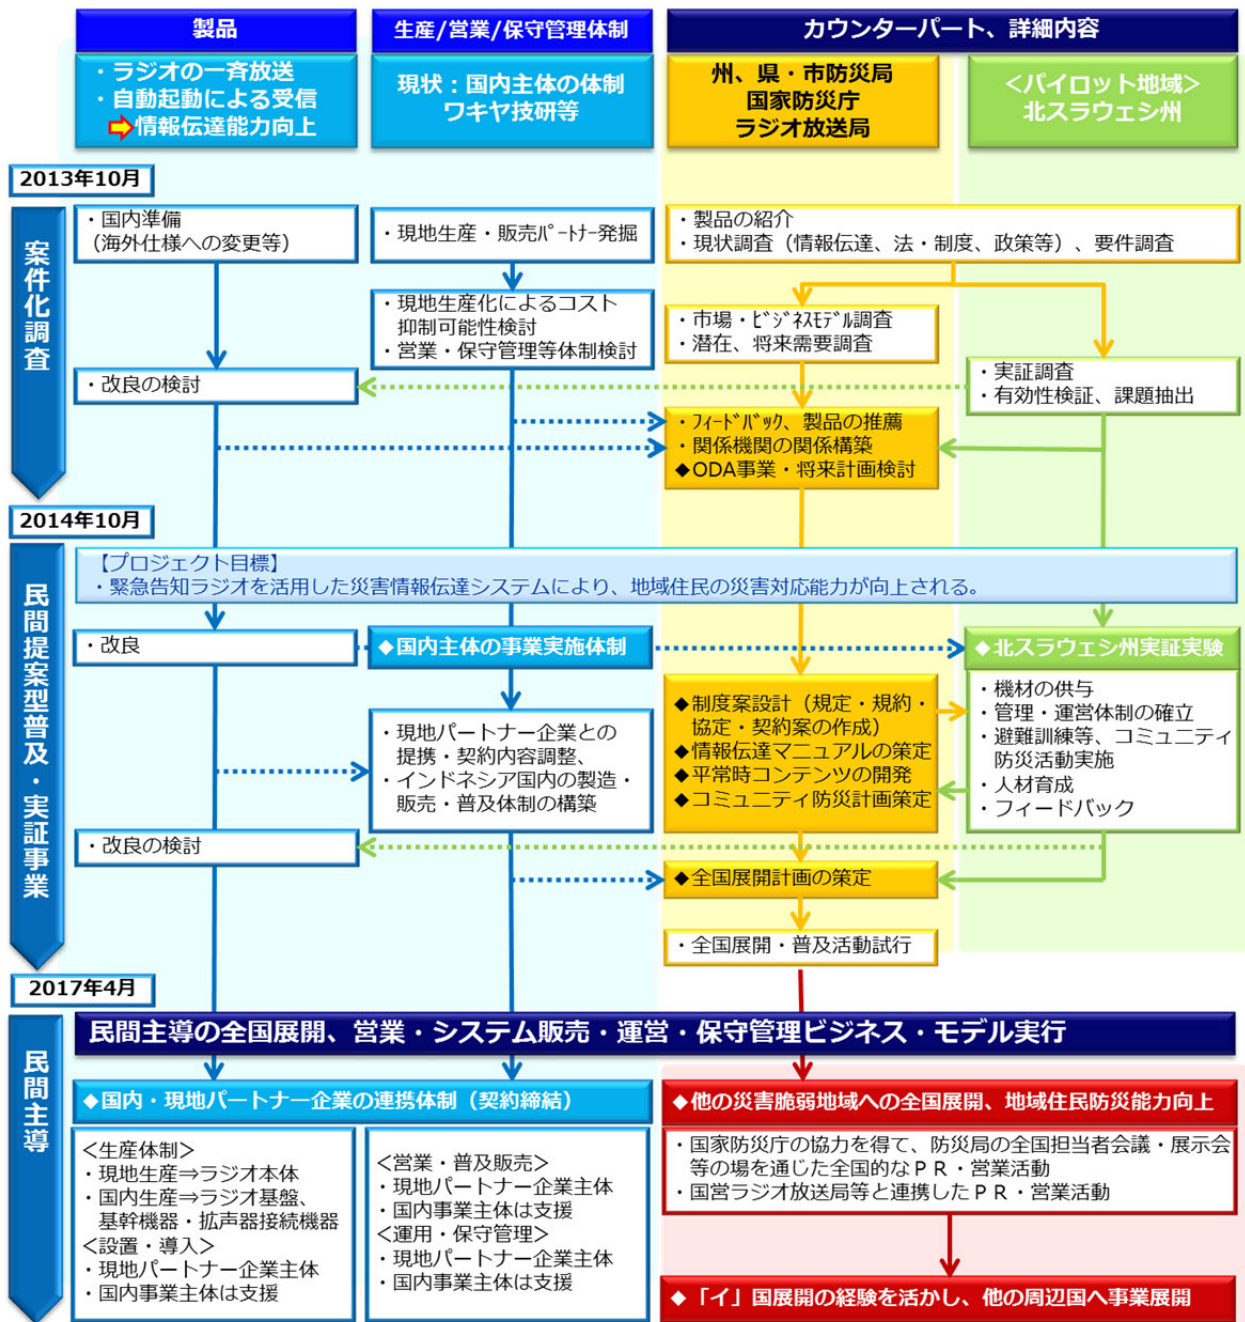 製品
生産/営業/保守管理体制
カウンターパート、詳細内容
・ラジオの一斉放送
・自動起動による受信
⇨情報伝達能力向上
現状：国内主体の体制
ワキヤ技研等
州、県・市防災局
国家防災庁
ラジオ放送局
＜パイロット地域＞
北スラウェシ州
2013年10月
案件化調査
・国内準備
（海外仕様への変更等）
・現地生産・販売ﾊﾟｰﾄﾅｰ発掘
・製品の紹介
・現状調査（情報伝達、法・制度、政策等）、要件調査
・現地生産化によるコスト
抑制可能性検討
・営業・保守管理等体制検討
・市場・ﾋﾞｼﾞﾈｽﾓﾃﾞﾙ調査
・潜在、将来需要調査
・改良の検討
・実証調査
・有効性検証、課題抽出
・ﾌｨｰﾄﾞﾊﾞｯｸ、製品の推薦
・関係機関の関係構築
◆ODA事業・将来計画検討
2014年10月
民間提案型普及・実証事業
【プロジェクト目標】
・緊急告知ラジオを活用した災害情報伝達システムにより、地域住民の災害対応能力が向上される。
・改良
◆国内主体の事業実施体制
◆北スラウェシ州実証実験
・現地パートナー企業との
提携・契約内容調整、
・インドネシア国内の製造・
販売・普及体制の構築
◆制度案設計（規定・規約・
協定・契約案の作成）
◆情報伝達マニュアルの策定
◆平常時コンテンツの開発
◆コミュニティ防災計画策定
・機材の供与
・管理・運営体制の確立
・避難訓練等、コミュニティ
防災活動実施
・人材育成
・フィードバック
・改良の検討
◆全国展開計画の策定
・全国展開・普及活動試行
2017年4月
民間主導
民間主導の全国展開、営業・システム販売・運営・保守管理ビジネス・モデル実行
◆国内・現地パートナー企業の連携体制（契約締結）
＜生産体制＞
・現地生産⇒ラジオ本体
・国内生産⇒ラジオ基盤、
基幹機器・拡声器接続機器
＜設置・導入＞
・現地パートナー企業主体
・国内事業主体は支援
＜営業・普及販売＞
・現地パートナー企業主体
・国内事業主体は支援
＜運用・保守管理＞
・現地パートナー企業主体
・国内事業主体は支援
◆他の災害脆弱地域への全国展開、地域住民防災能力向上
・国家防災庁の協力を得て、防災局の全国担当者会議・展示会
等の場を通じた全国的なＰＲ・営業活動
・国営ラジオ放送局等と連携したＰＲ・営業活動
◆「イ」国展開の経験を活かし、他の周辺国へ事業展開